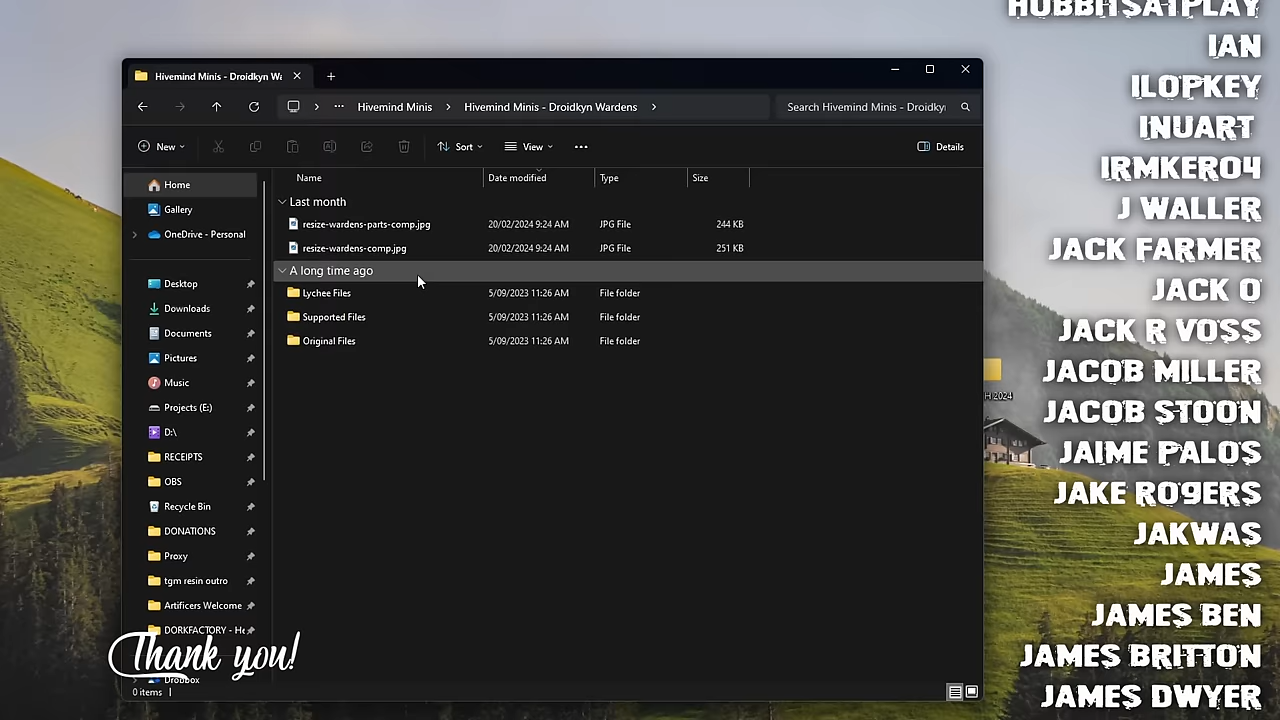 HOBBITSATPLAY
IAN
ILOPKEY
INUART
IRMKER04
J WALLER
JACK FARMER
JACK O
JACK R VOSS
JACOB MILLER
JACOB STOON
JAIME PALOS
JAKE ROGERS
JAKWAS
JAMES
JAMES BEN
JAMES BRITTON
JAMES DWYER
Hivemind Minis - Droidkyn Wa
Hivemind Minis > Hivemind Minis - Droidkyn Wardens >
Search Hivemind Minis - Droidky
New
Sort
View
Details
Name Date modified Type Size
Last month
resize-wardens-parts-comp.jpg 20/02/2024 9:24 AM JPG File 244 KB
resize-wardens-comp.jpg 20/02/2024 9:24 AM JPG File 251 KB
A long time ago
Lychee Files 5/09/2023 11:26 AM File folder
Supported Files 5/09/2023 11:26 AM File folder
Original Files 5/09/2023 11:26 AM File folder
Home
Gallery
OneDrive - Personal
Desktop
Downloads
Documents
Pictures
Music
Projects (E:)
D:\
RECEIPTS
OBS
Recycle Bin
DONATIONS
Proxy
tgm resin outro
Artificers Welcome
DORKFACTORY - He
Dropbox
0 items
H 2024
Thank you!